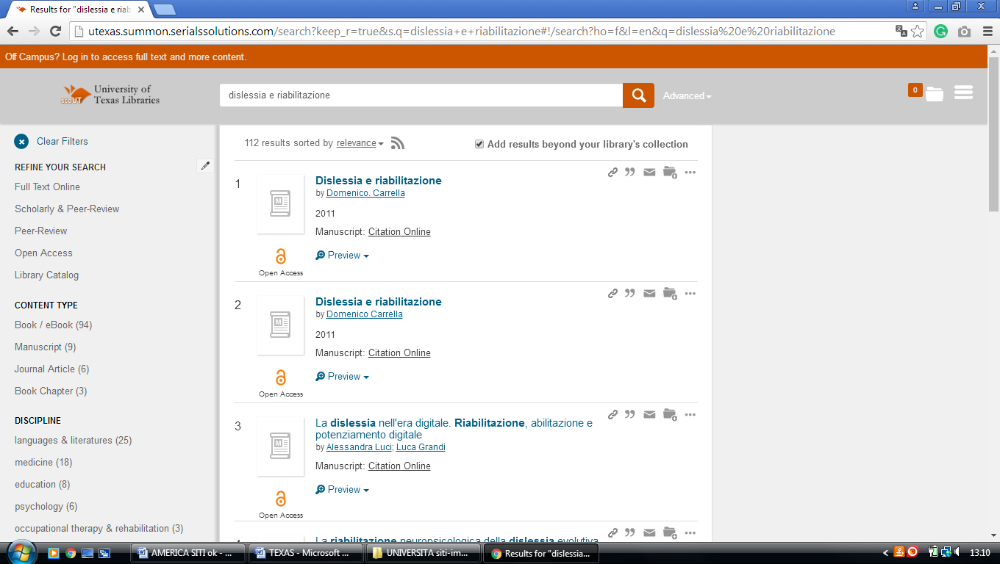 Results for "dislessia e riab
utexas.summon.serialssolutions.com/search?keep_r=true&s.q=dislessia+e+riabilitazione#!/search?ho=f&l=en&q=dislessia%20e%20riabilitazione
Off Campus? Log in to access full text and more content.
scoUT
University of
Texas Libraries
dislessia e riabilitazione
Advanced
0
Clear Filters
REFINE YOUR SEARCH
Full Text Online
Scholarly & Peer-Review
Peer-Review
Open Access
Library Catalog
CONTENT TYPE
Book / eBook (94)
Manuscript (9)
Journal Article (6)
Book Chapter (3)
DISCIPLINE
languages & literatures (25)
medicine (18)
education (8)
psychology (6)
occupational therapy & rehabilitation (3)
112 results sorted by relevance
Add results beyond your library's collection
1
Dislessia e riabilitazione
by Domenico. Carrella
2011
Manuscript: Citation Online
Preview
Open Access
2
Dislessia e riabilitazione
by Domenico Carrella
2011
Manuscript: Citation Online
Preview
Open Access
3
La dislessia nell'era digitale. Riabilitazione, abilitazione e
potenziamento digitale
by Alessandra Luci; Luca Grandi
Manuscript: Citation Online
Preview
Open Access
La riabilitazione neuropsicologica della dislessia evolutiva
AMERICA SITI ok - ...
TEXAS - Microsoft ...
UNIVERSITA siti-im...
Results for "dislessia...
13.10